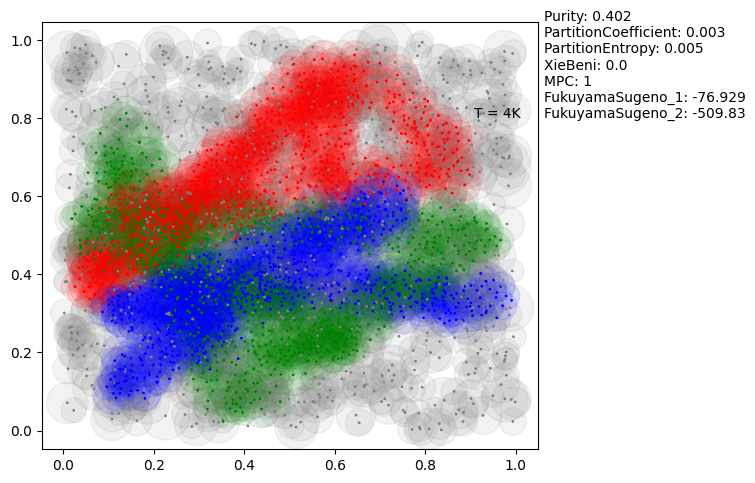 Purity: 0.402
PartitionCoefficient: 0.003
PartitionEntropy: 0.005
XieBeni: 0.0
MPC: 1
FukuyamaSugeno_1: -76.929
FukuyamaSugeno_2: -509.83
T = 4K
1.0
0.8
0.6
0.4
0.2
0.0
0.0 0.2 0.4 0.6 0.8 1.0